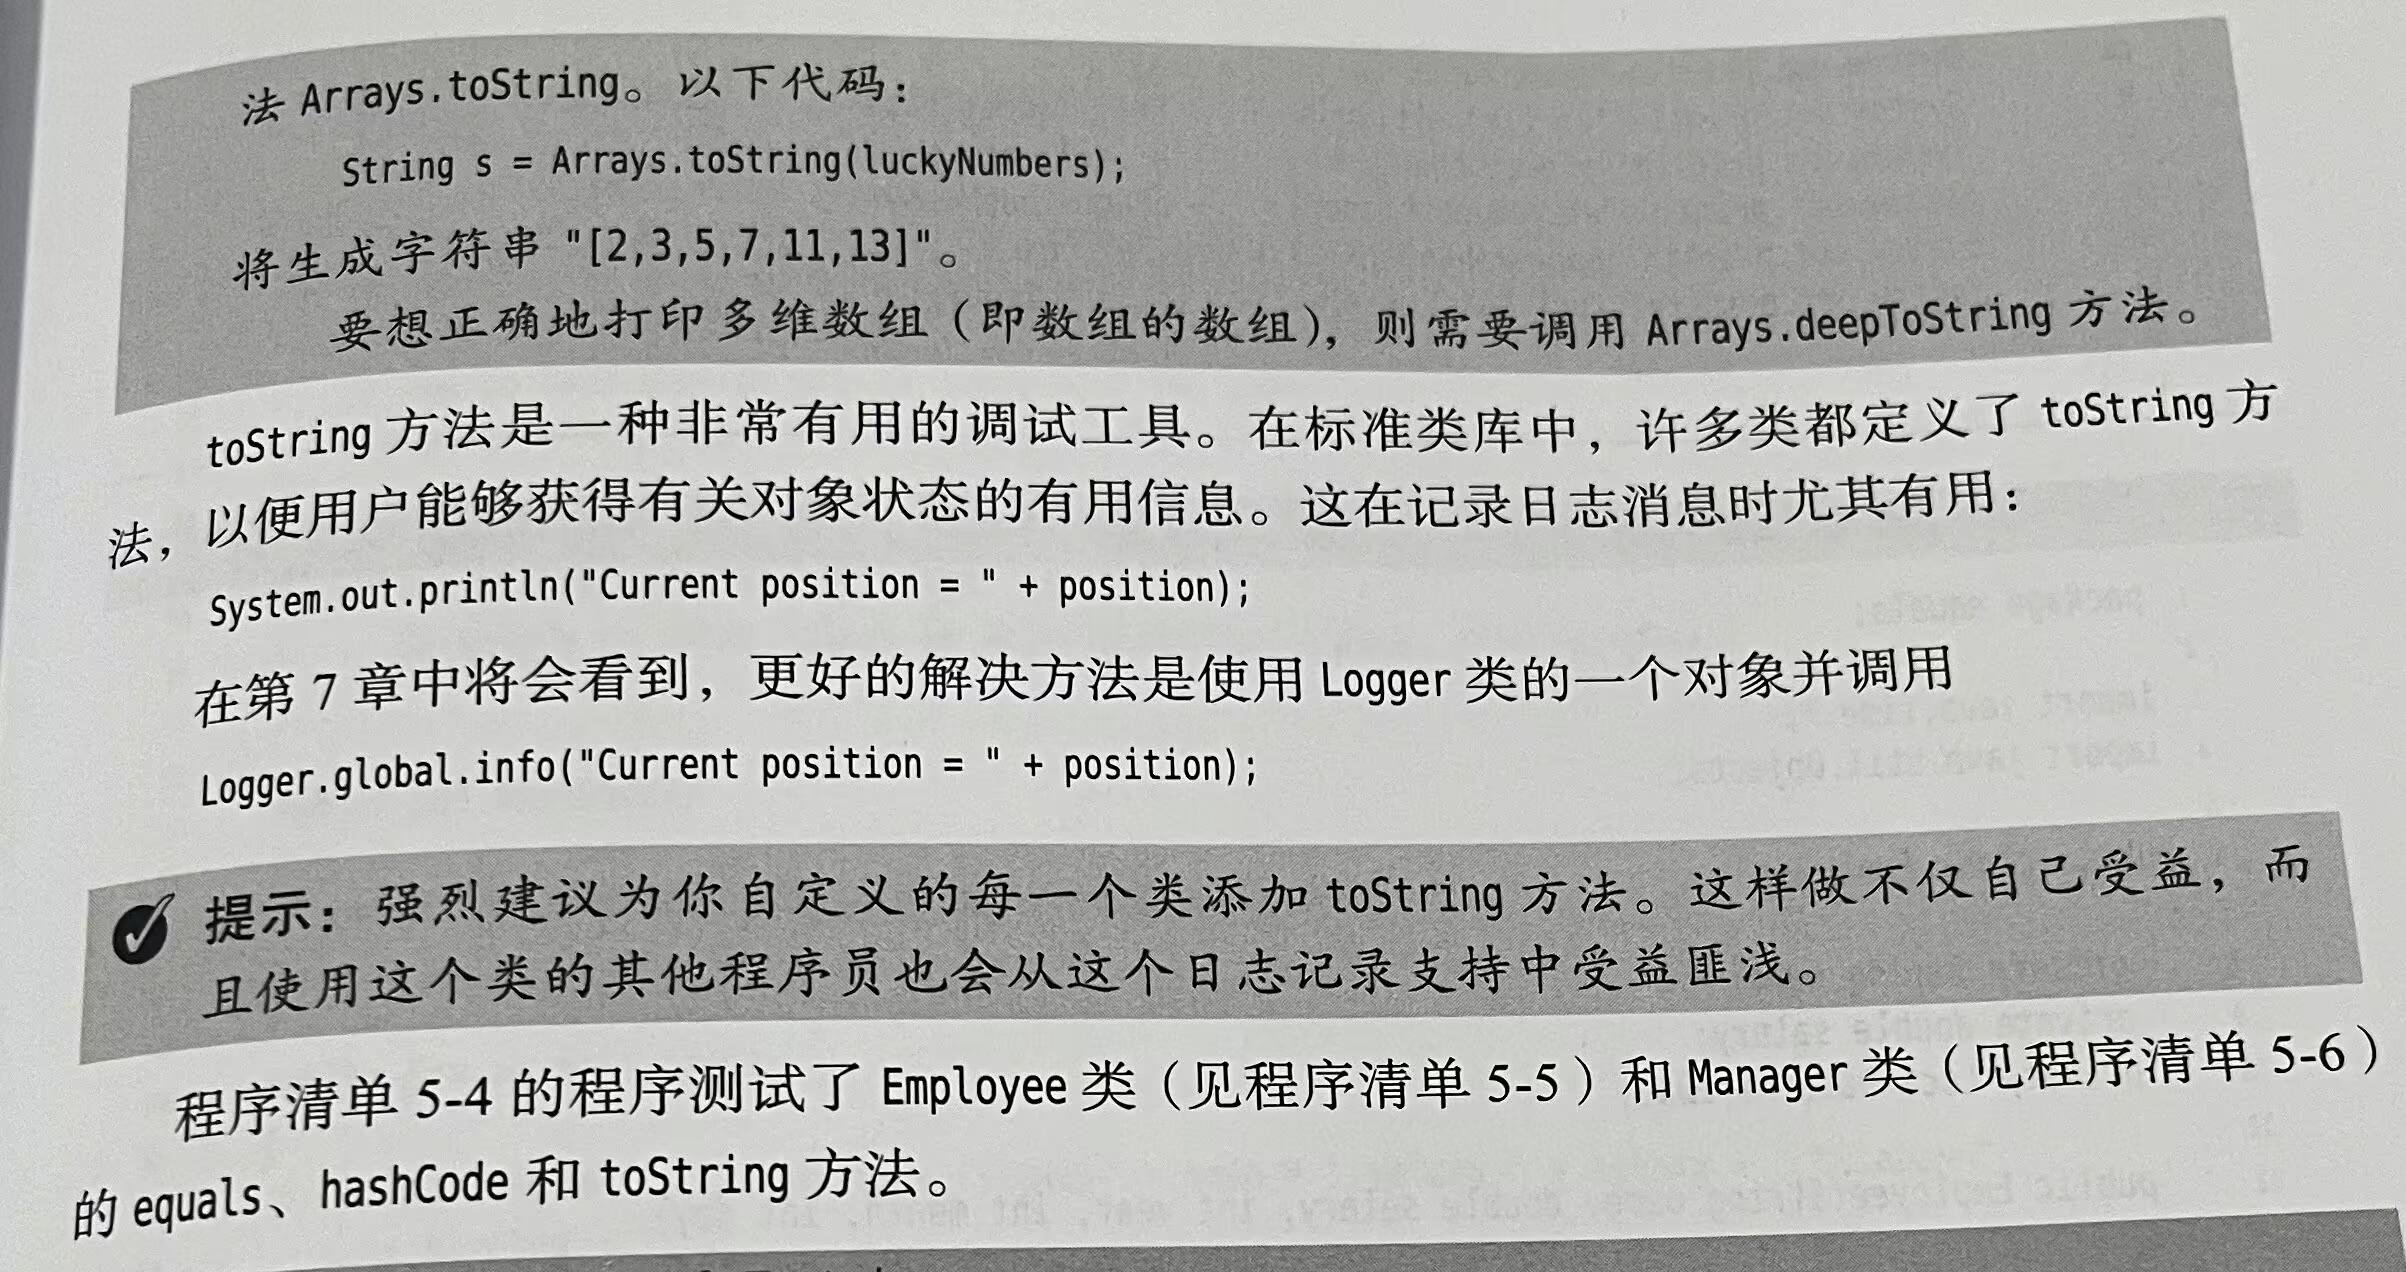 法 Arrays.toString。以下代码：
String s = Arrays.toString(luckyNumbers);
将生成字符串 "[2,3,5,7,11,13]"。
要想正确地打印多维数组（即数组的数组），则需要调用 Arrays.deepToString 方法。
toString 方法是一种非常有用的调试工具。在标准类库中，许多类都定义了 toString 方
法，以便用户能够获得有关对象状态的有用信息。这在记录日志消息时尤其有用：
System.out.println("Current position = " + position);
在第 7 章中将会看到，更好的解决方法是使用 Logger 类的一个对象并调用
Logger.global.info("Current position = " + position);
提示：强烈建议为你自定义的每一个类添加 toString 方法。这样做不仅自己受益，而
且使用这个类的其他程序员也会从这个日志记录支持中受益匪浅。
程序清单 5-4 的程序测试了 Employee 类（见程序清单 5-5）和 Manager 类（见程序清单 5-6）
的 equals、hashCode 和 toString 方法。